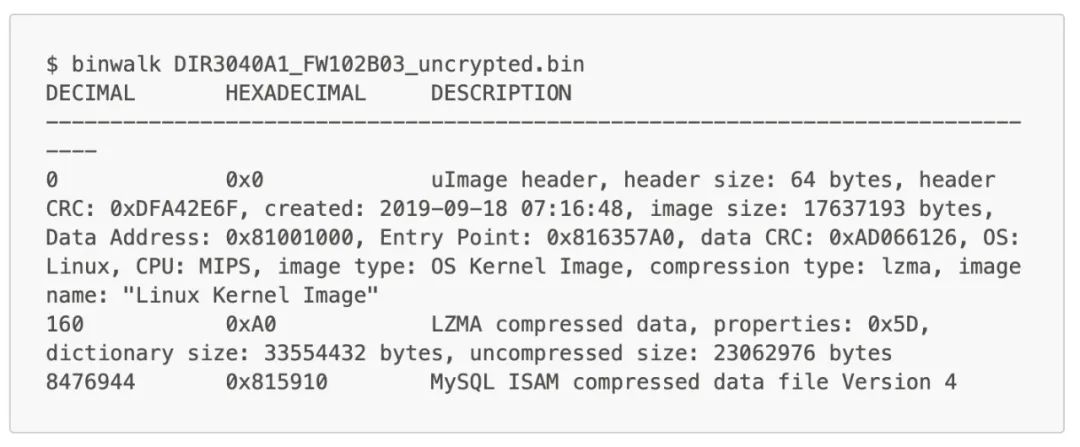 $ binwalk DIR3040A1_FW102B03_uncrypted.bin
DECIMAL       HEXADECIMAL     DESCRIPTION
----------------------------------------------------------------------------
----
0             0x0             uImage header, header size: 64 bytes, header
CRC: 0xDFA42E6F, created: 2019-09-18 07:16:48, image size: 17637193 bytes,
Data Address: 0x81001000, Entry Point: 0x816357A0, data CRC: 0xAD066126, OS:
Linux, CPU: MIPS, image type: OS Kernel Image, compression type: lzma, image
name: "Linux Kernel Image"
160           0xA0            LZMA compressed data, properties: 0x5D,
dictionary size: 33554432 bytes, uncompressed size: 23062976 bytes
8476944       0x815910        MySQL ISAM compressed data file Version 4